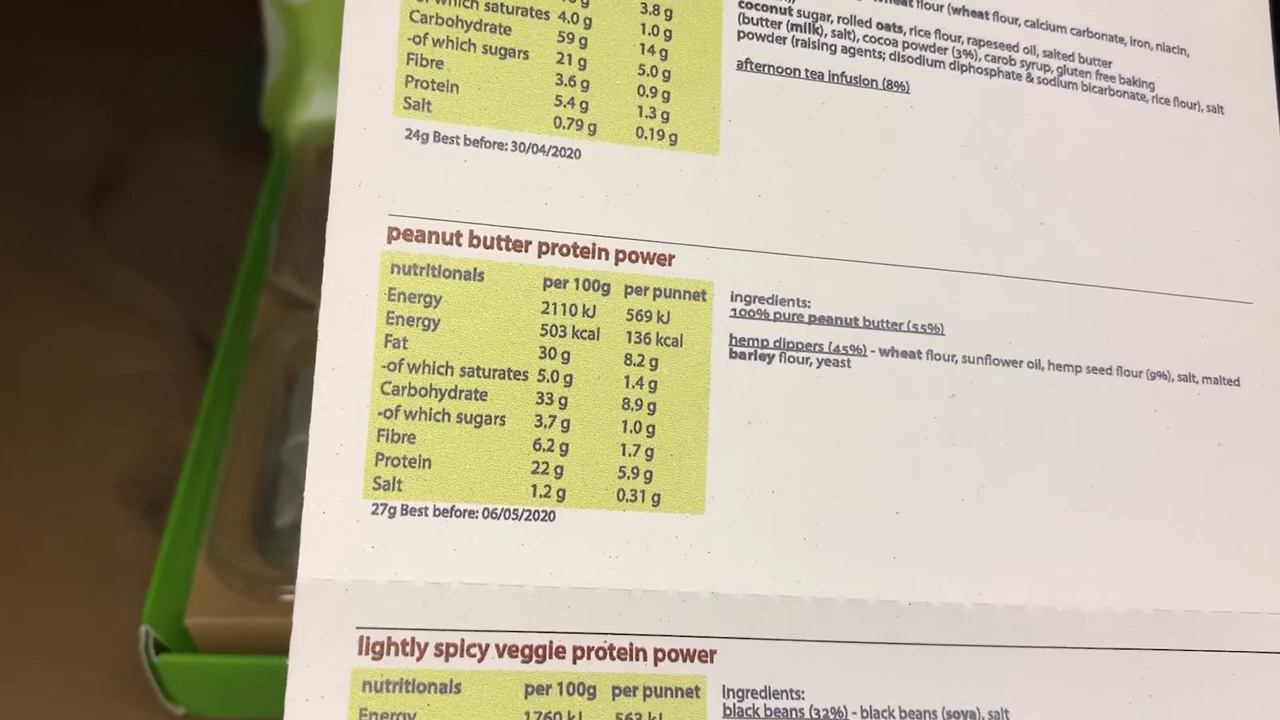 which saturates 4.0 g 1.0 g
Carbohydrate 59 g 14 g
-of which sugars 21 g 5.0 g
Fibre 3.6 g 0.9 g
Protein 5.4 g 1.3 g
Salt 0.79 g 0.19 g
24g Best before: 30/04/2020
flour (wheat flour, calcium carbonate, iron, niacin,
coconut sugar, rolled oats, rice flour, rapeseed oil, salted butter
(butter (milk), salt), cocoa powder (3%), carob syrup, gluten free baking
powder (raising agents; disodium diphosphate & sodium bicarbonate, rice flour), salt
afternoon tea infusion (8%)
peanut butter protein power
nutritionals per 100g per punnet
Energy 2110 kJ 569 kJ
Energy 503 kcal 136 kcal
Fat 30 g 8.2 g
-of which saturates 5.0 g 1.4 g
Carbohydrate 33 g 8.9 g
-of which sugars 3.7 g 1.0 g
Fibre 6.2 g 1.7 g
Protein 22 g 5.9 g
Salt 1.2 g 0.31 g
27g Best before: 06/05/2020
ingredients:
100% pure peanut butter (55%)
hemp dippers (45%) - wheat flour, sunflower oil, hemp seed flour (9%), salt, malted
barley flour, yeast
lightly spicy veggie protein power
nutritionals per 100g per punnet
Energy 1760 kJ 563 kJ
Ingredients:
black beans (32%) - black beans (soya), salt